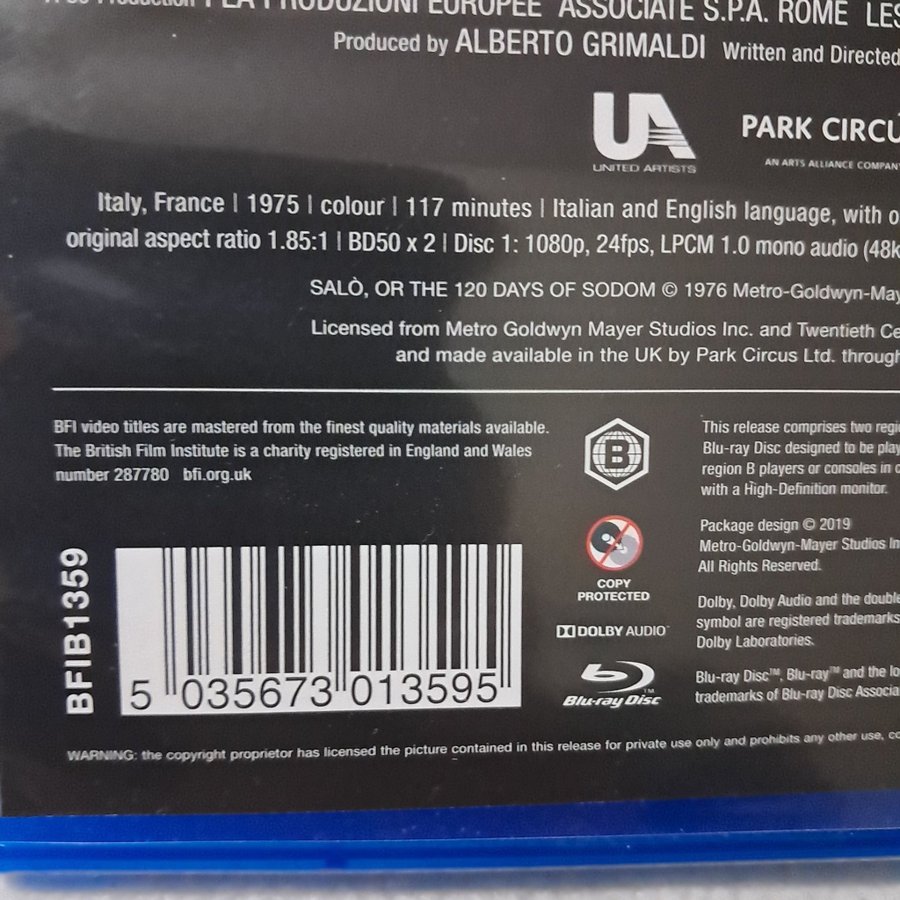 PRODUZIONI EUROPEE ASSOCIATE S.P.A. ROME LES
Produced by ALBERTO GRIMALDI Written and Directed
UA
UNITED ARTISTS
PARK CIRCU
AN ARTS ALLIANCE COMPANY
Italy, France | 1975 | colour | 117 minutes | Italian and English language, with o
original aspect ratio 1.85:1 | BD50 x 2 | Disc 1: 1080p, 24fps, LPCM 1.0 mono audio (48k
SALÒ, OR THE 120 DAYS OF SODOM © 1976 Metro-Goldwyn-May
Licensed from Metro Goldwyn Mayer Studios Inc. and Twentieth Ce
and made available in the UK by Park Circus Ltd. through
BFI video titles are mastered from the finest quality materials available.
The British Film Institute is a charity registered in England and Wales
number 287780 bfi.org.uk
B
This release comprises two regi
Blu-ray Disc designed to be play
region B players or consoles in c
with a High-Definition monitor.
COPY
PROTECTED
Package design © 2019
Metro-Goldwyn-Mayer Studios In
All Rights Reserved.
DOLBY AUDIO™
Dolby, Dolby Audio and the double
symbol are registered trademarks
Dolby Laboratories.
Blu-ray Disc™
Blu-ray Disc™, Blu-ray™ and the lo
trademarks of Blu-ray Disc Associa
BFIB1359
5 035673 013595
WARNING: the copyright proprietor has licensed the picture contained in this release for private use only and prohibits any other use, co